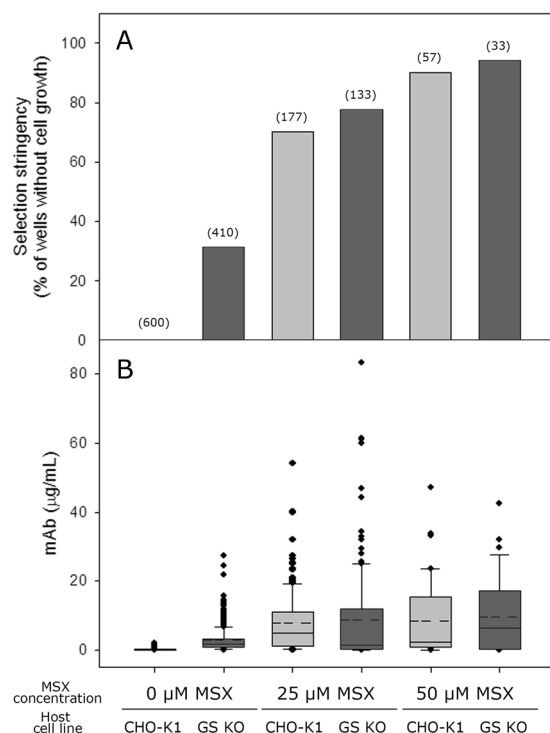 A
Selection stringency
(% of wells without cell growth)
100
80
60
40
20
0
(600)
(410)
(177)
(133)
(57)
(33)
B
mAb (µg/mL)
80
60
40
20
0
MSX
concentration
0 µM MSX
25 µM MSX
50 µM MSX
Host
cell line
CHO-K1
GS KO
CHO-K1
GS KO
CHO-K1
GS KO